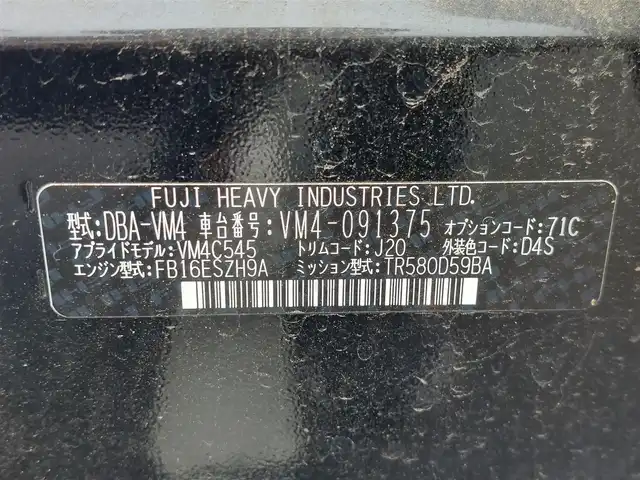 FUJI HEAVY INDUSTRIES LTD.
型式:DBA-VM4 車台番号:VM4-091375 オプションコード:71C
アプライドモデル:VM4C545 トリムコード:J20 外装色コード:D4S
エンジン型式:FB16ESZH9A ミッション型式:TR580D59BA